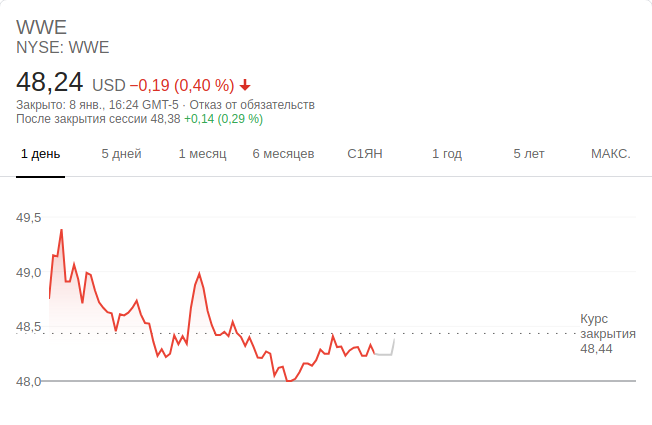 WWE
NYSE: WWE
48,24 USD −0,19 (0,40 %)
Закрыто: 8 янв., 16:24 GMT-5 · Отказ от обязательств
После закрытия сессии 48,38 +0,14 (0,29 %)
1 день 5 дней 1 месяц 6 месяцев С1ЯН 1 год 5 лет МАКС.
49,5
49,0
48,5
48,0
Курс
закрытия
48,44